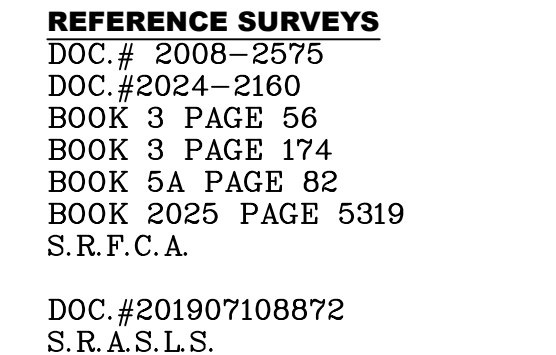 REFERENCE SURVEYS
DOC.# 2008-2575
DOC.#2024-2160
BOOK 3 PAGE 56
BOOK 3 PAGE 174
BOOK 5A PAGE 82
BOOK 2025 PAGE 5319
S.R.F.C.A.
DOC.#201907108872
S.R.A.S.L.S.